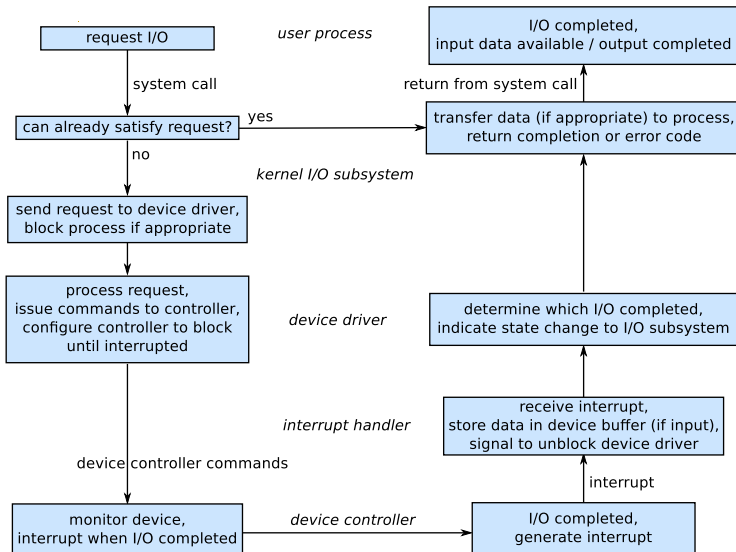 request I/O
user process
I/O completed,
input data available / output completed
system call
return from system call
can already satisfy request?
yes
transfer data (if appropriate) to process,
return completion or error code
no
kernel I/O subsystem
send request to device driver,
block process if appropriate
process request,
issue commands to controller,
configure controller to block
until interrupted
device driver
determine which I/O completed,
indicate state change to I/O subsystem
interrupt handler
receive interrupt,
store data in device buffer (if input),
signal to unblock device driver
device controller commands
interrupt
monitor device,
interrupt when I/O completed
device controller
I/O completed,
generate interrupt